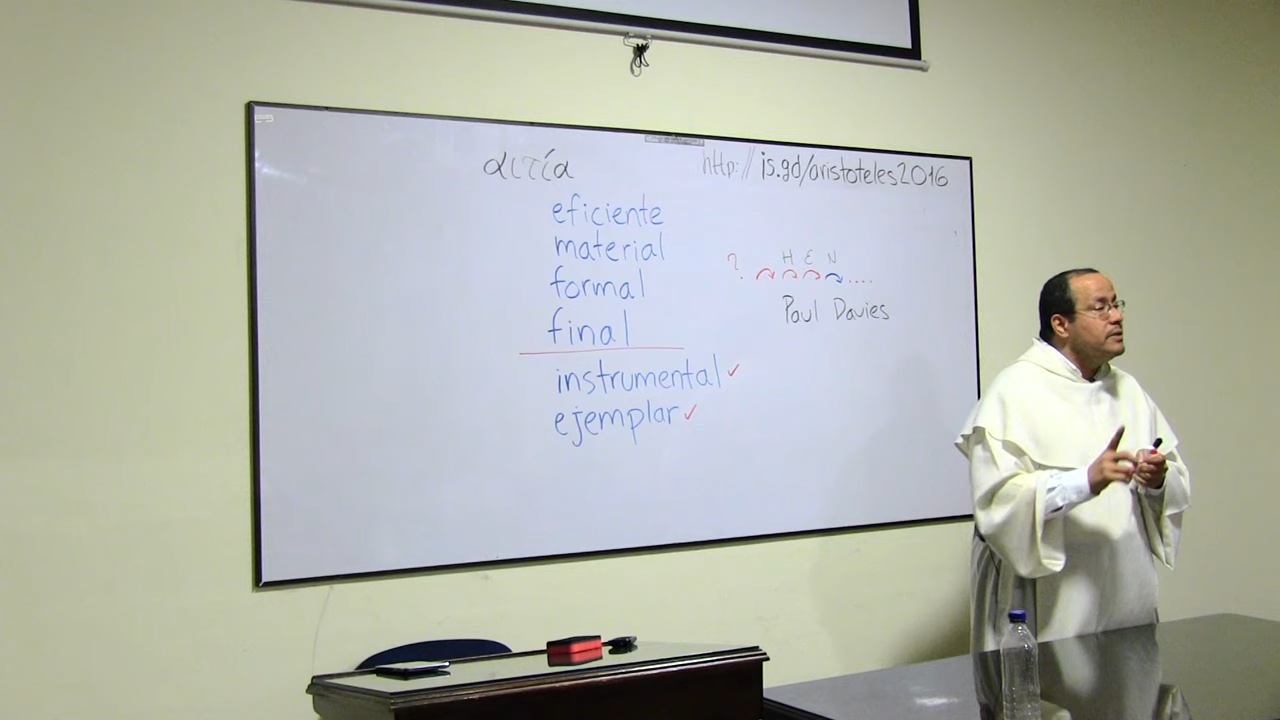 αιτία
http://is.gd/aristoteles2016
eficiente
material
formal
final
instrumental ✓
ejemplar ✓
? H E N ....
Paul Davies